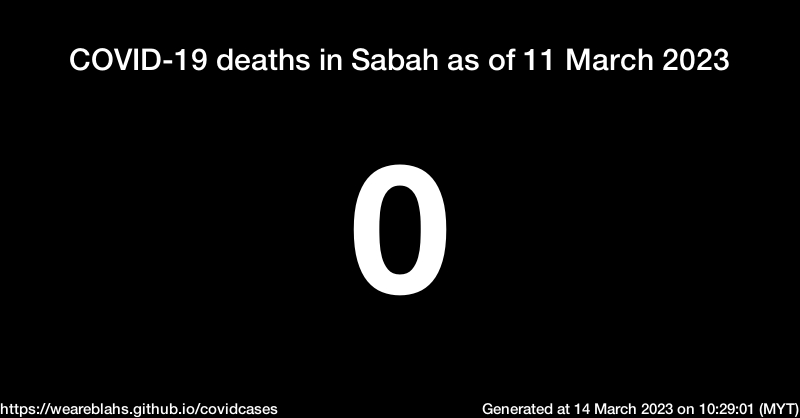 COVID-19 deaths in Sabah as of 11 March 2023
0
https://weareblahs.github.io/covidcases
Generated at 14 March 2023 on 10:29:01 (MYT)